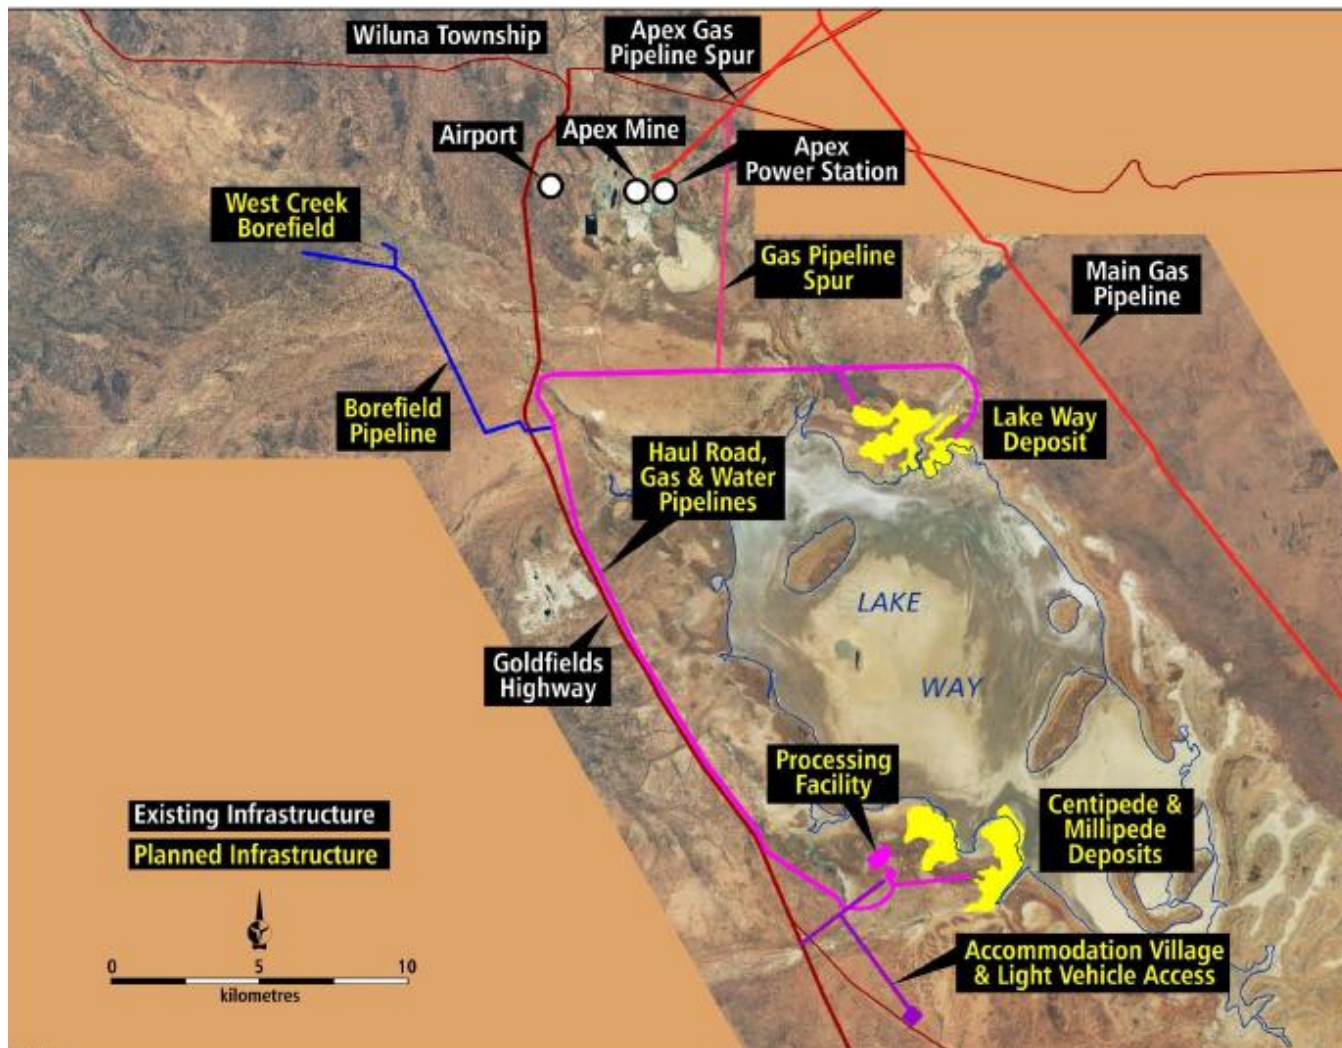 Wiluna Township
Apex Gas
Pipeline Spur
Airport
Apex Mine
Apex
Power Station
West Creek
Borefield
Gas Pipeline
Spur
Main Gas
Pipeline
Borefield
Pipeline
Lake Way
Deposit
Haul Road,
Gas & Water
Pipelines
LAKE
WAY
Goldfields
Highway
Processing
Facility
Centipede &
Millipede
Deposits
Existing Infrastructure
Planned Infrastructure
Accommodation Village
& Light Vehicle Access
0 5 10
kilometres